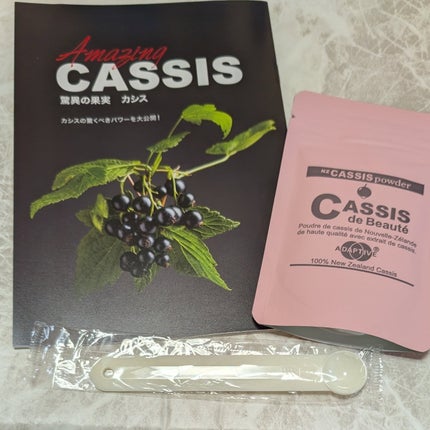 Amazing
CASSIS
驚異の果実 カシス
カシスの驚くべきパワーを大公開!
NZ CASSIS powder
CASSIS
de Beauté
Poudre de cassis de Nouvelle-Zélande
de haute qualité avec extrait de cassis.
ADAPTIVE
100% New Zealand Cassis